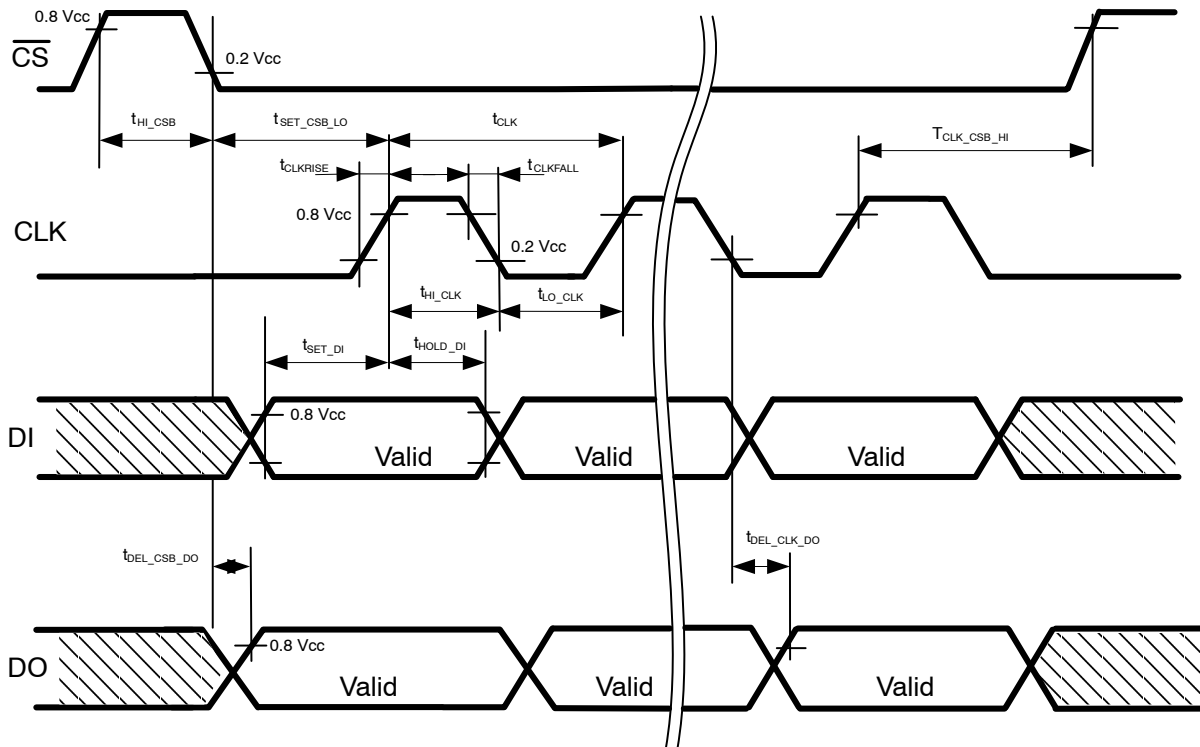 0.8 Vcc
CS
0.2 Vcc
tHI_CSB
tSET_CSB_LO
tCLK
TCLK_CSB_HI
tCLKRISE
tCLKFALL
0.8 Vcc
CLK
0.2 Vcc
tHI_CLK
tLO_CLK
tSET_DI
tHOLD_DI
0.8 Vcc
DI
Valid
Valid
Valid
tDEL_CSB_DO
tDEL_CLK_DO
0.8 Vcc
DO
Valid
Valid
Valid